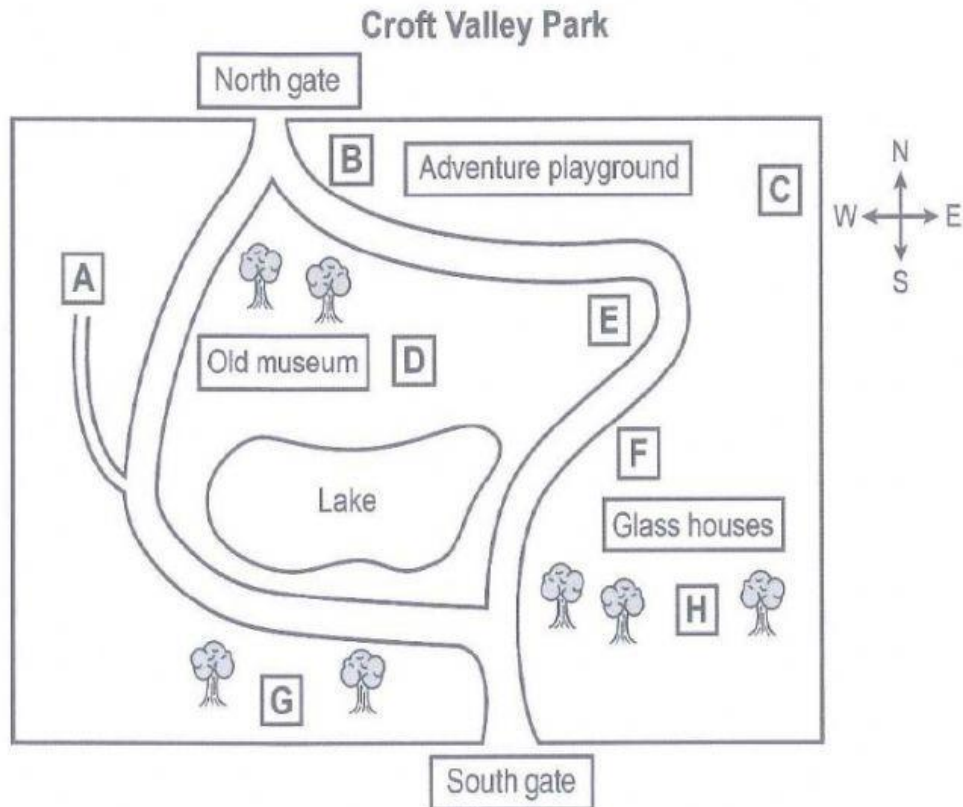 Croft Valley Park
North gate
B
Adventure playground
C
N
W
E
S
A
E
Old museum
D
F
Lake
Glass houses
H
G
South gate